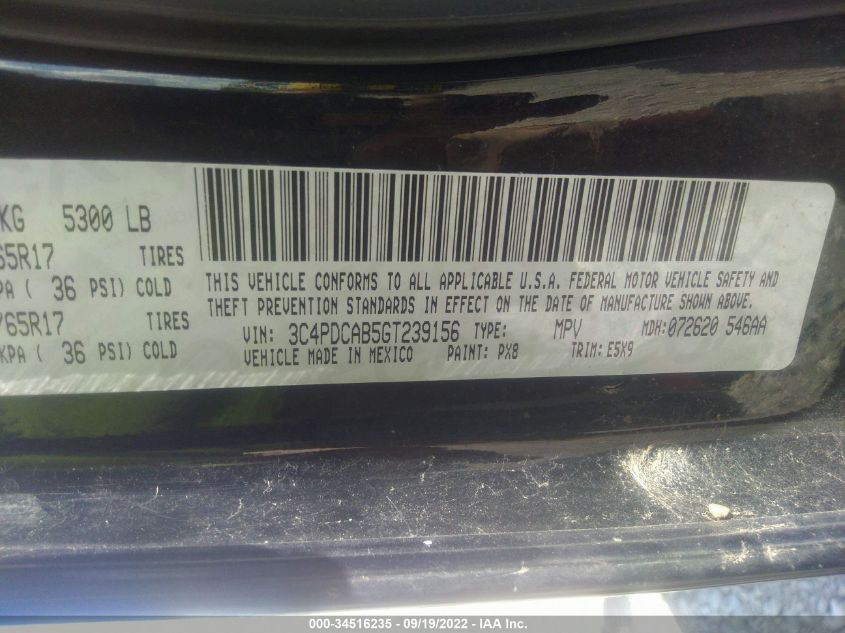 KG 5300 LB
65R17 TIRES
PA ( 36 PSI) COLD
/65R17 TIRES
KPA ( 36 PSI) COLD
THIS VEHICLE CONFORMS TO ALL APPLICABLE U.S.A. FEDERAL MOTOR VEHICLE SAFETY AND
THEFT PREVENTION STANDARDS IN EFFECT ON THE DATE OF MANUFACTURE SHOWN ABOVE.
VIN: 3C4PDCAB5GT239156 TYPE: MPV MDH:072620 546AA
VEHICLE MADE IN MEXICO PAINT: PX8 TRIM: E5X9
000-34516235 - 09/19/2022 - IAA Inc.